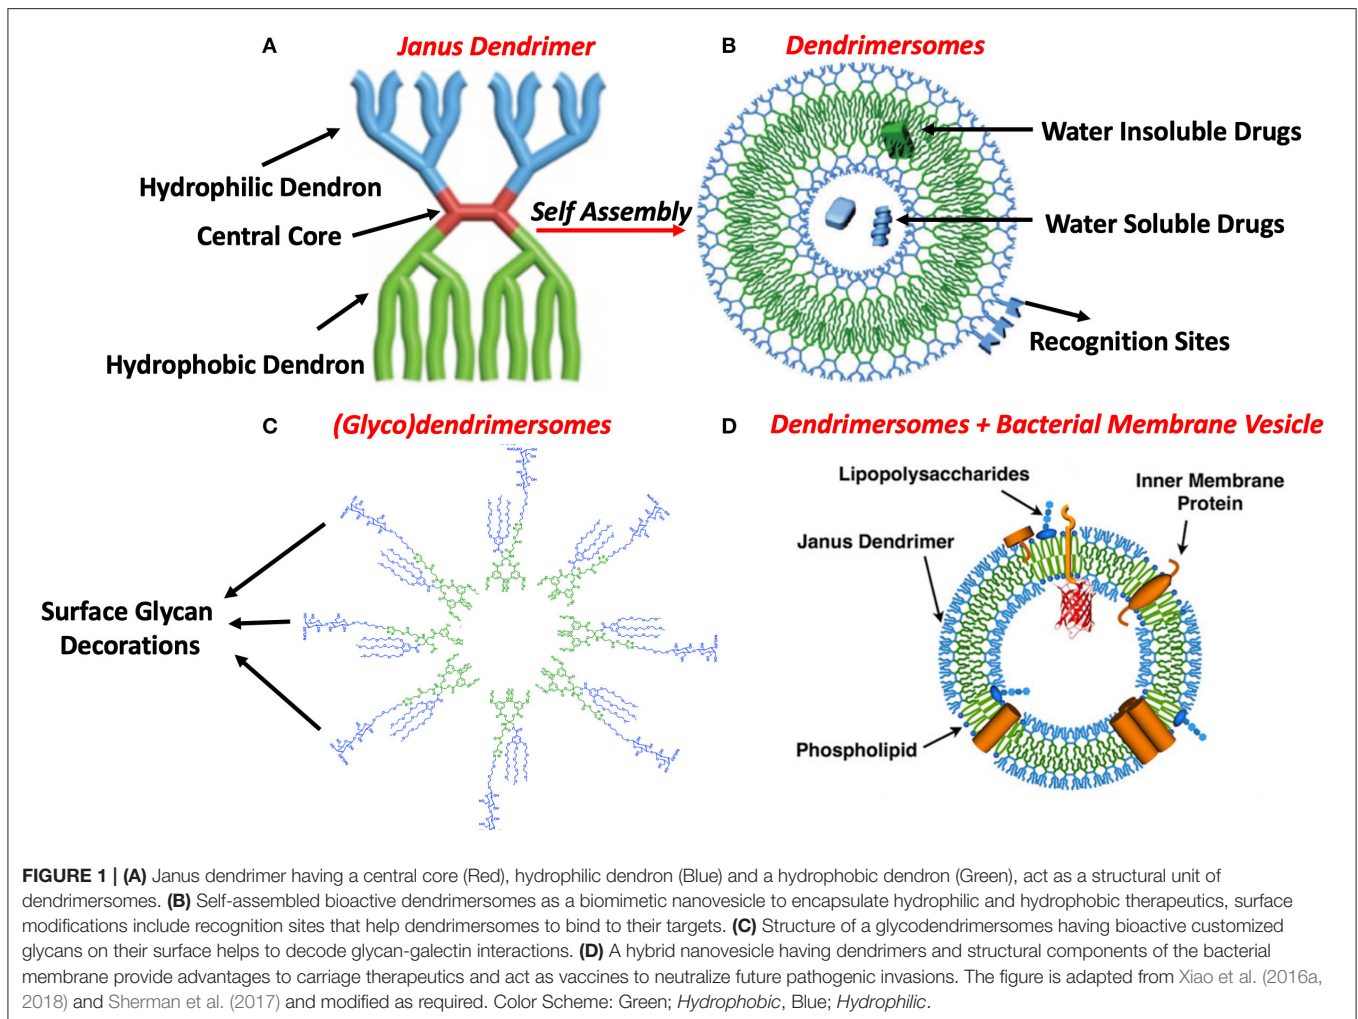 A
Janus Dendrimer
Hydrophilic Dendron
Central Core
Hydrophobic Dendron
Self Assembly
B
Dendrimersomes
Water Insoluble Drugs
Water Soluble Drugs
Recognition Sites
C
(Glyco)dendrimersomes
Surface Glycan
Decorations
D
Dendrimersomes + Bacterial Membrane Vesicle
Lipopolysaccharides
Inner Membrane
Protein
Janus Dendrimer
Phospholipid
FIGURE 1 | (A) Janus dendrimer having a central core (Red), hydrophilic dendron (Blue) and a hydrophobic dendron (Green), act as a structural unit of
dendrimersomes. (B) Self-assembled bioactive dendrimersomes as a biomimetic nanovesicle to encapsulate hydrophilic and hydrophobic therapeutics, surface
modifications include recognition sites that help dendrimersomes to bind to their targets. (C) Structure of a glycodendrimersomes having bioactive customized
glycans on their surface helps to decode glycan-galectin interactions. (D) A hybrid nanovesicle having dendrimers and structural components of the bacterial
membrane provide advantages to carriage therapeutics and act as vaccines to neutralize future pathogenic invasions. The figure is adapted from Xiao et al. (2016a,
2018) and Sherman et al. (2017) and modified as required. Color Scheme: Green; Hydrophobic, Blue; Hydrophilic.